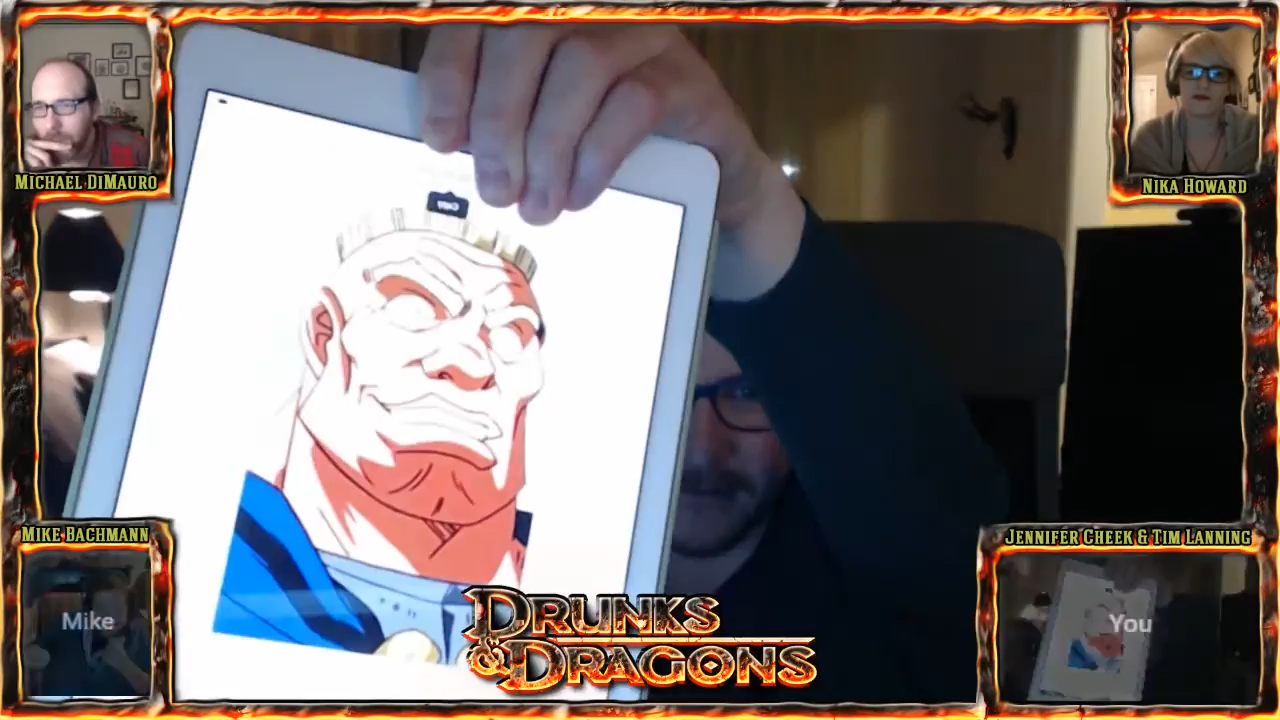 MICHAEL DIMAURO
NIKA HOWARD
MIKE BACHMANN
Mike
JENNIFER CHEEK & TIM LANNING
You
DRUNKS
& DRAGONS